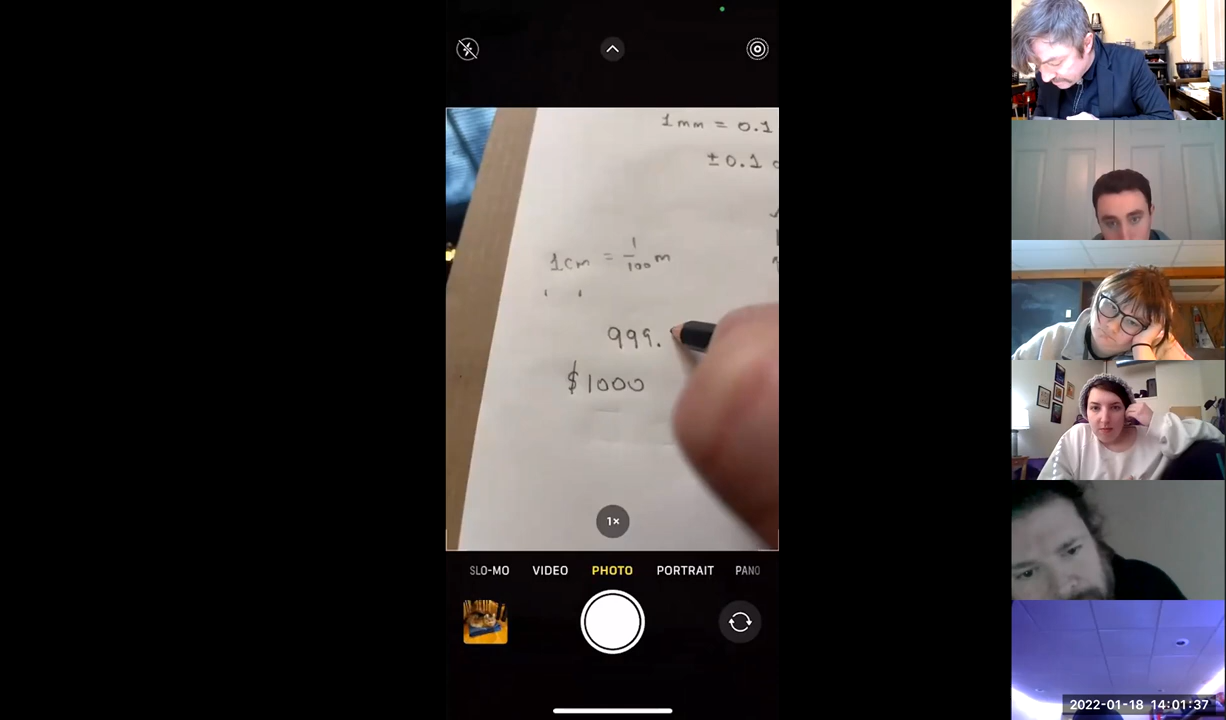 1mm = 0.1
±0.1
1cm = 1/100 m
999.
$1000
1×
SLO-MO VIDEO PHOTO PORTRAIT PANO
2022-01-18 14:01:37